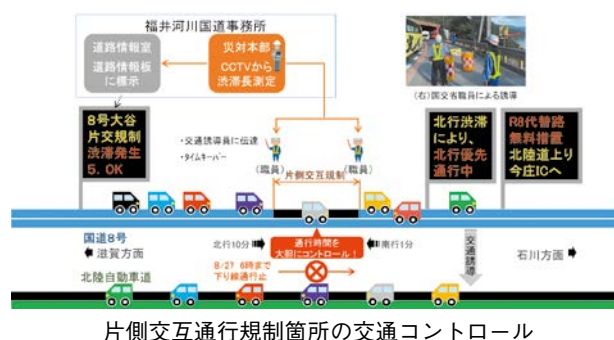 福井河川国道事務所
道路情報室
道路情報板
に標示
災対本部
CCTVから
渋滞長測定
(右)国交省職員による誘導
8号大谷
片交規制
渋滞発生
5.0K
・交通誘導員に伝達
・タイムキーパー
(職員)
(職員)
片側交互規制
北行渋滞
により、
北行優先
通行中
R8代替路
無料措置
北陸道上り
今庄ICへ
国道8号
滋賀方面
北行10分
通行時間を
大胆にコントロール!
南行1分
交通誘導
石川方面
北陸自動車道
8/27 6時まで
下り線通行止
片側交互通行規制箇所の交通コントロール